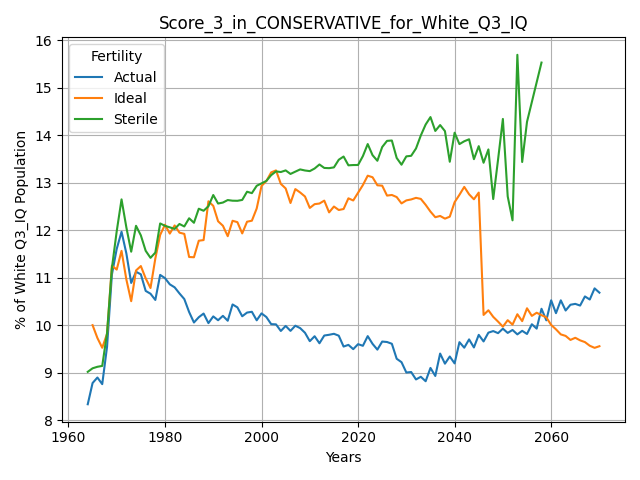 Score_3_in_CONSERVATIVE_for_White_Q3_IQ
% of White Q3_IQ Population
16
15
14
13
12
11
10
9
8
Fertility
Actual
Ideal
Sterile
1960 1980 2000 2020 2040 2060
Years